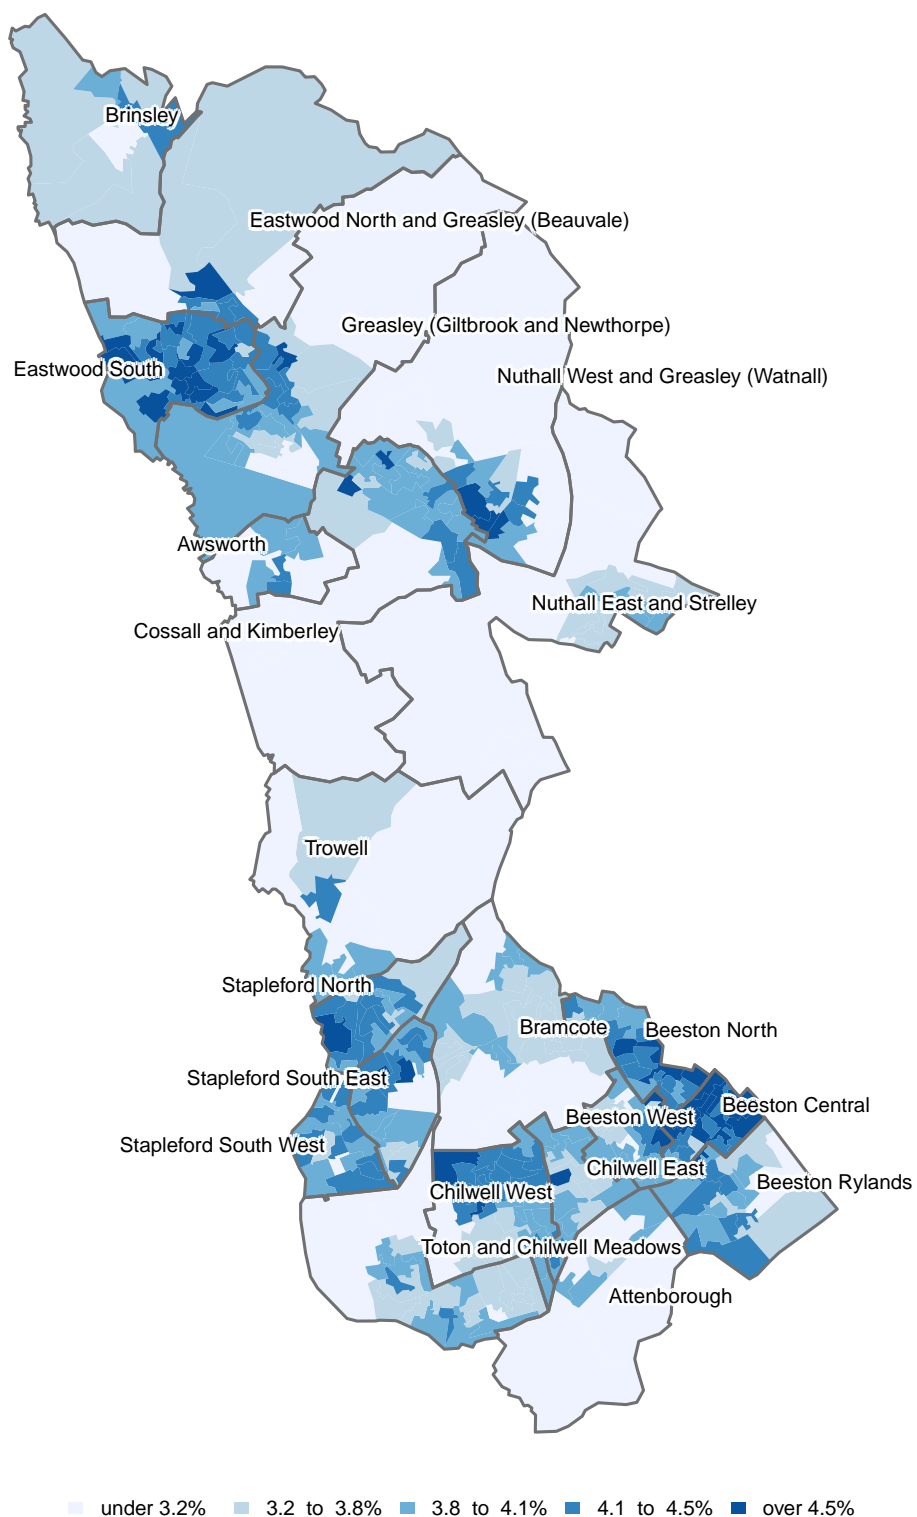 Brinsley
Eastwood North and Greasley (Beauvale)
Greasley (Giltbrook and Newthorpe)
Eastwood South
Nuthall West and Greasley (Watnall)
Awsworth
Nuthall East and Strelley
Cossall and Kimberley
Trowell
Stapleford North
Bramcote
Beeston North
Stapleford South East
Beeston Central
Beeston West
Stapleford South West
Chilwell East
Beeston Rylands
Chilwell West
Toton and Chilwell Meadows
Attenborough
under 3.2% 3.2 to 3.8% 3.8 to 4.1% 4.1 to 4.5% over 4.5%